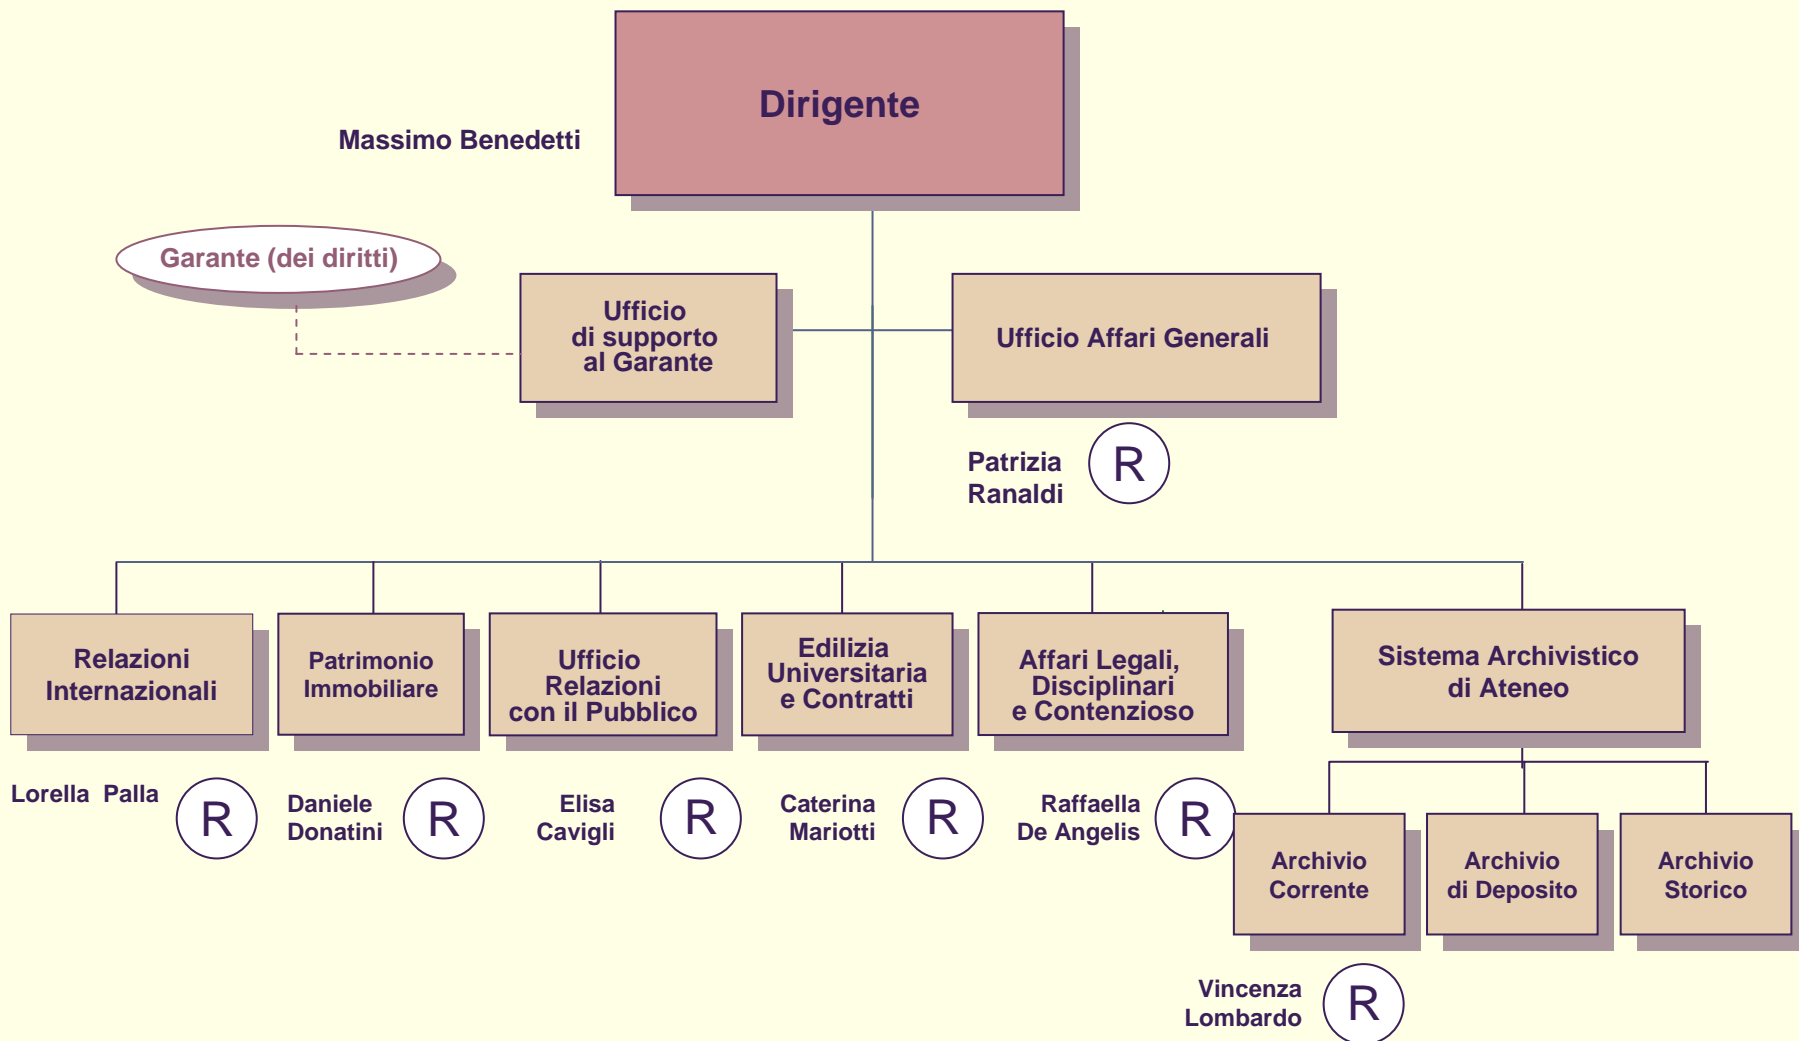 Dirigente
Massimo Benedetti
Garante (dei diritti)
Ufficio
di supporto
al Garante
Ufficio Affari Generali
Patrizia
Ranaldi
R
Relazioni
Internazionali
Patrimonio
Immobiliare
Ufficio
Relazioni
con il Pubblico
Edilizia
Universitaria
e Contratti
Affari Legali,
Disciplinari
e Contenzioso
Sistema Archivistico
di Ateneo
Lorella Palla
R
Daniele
Donatini
R
Elisa
Cavigli
R
Caterina
Mariotti
R
Raffaella
De Angelis
R
Archivio
Corrente
Archivio
di Deposito
Archivio
Storico
Vincenza
Lombardo
R